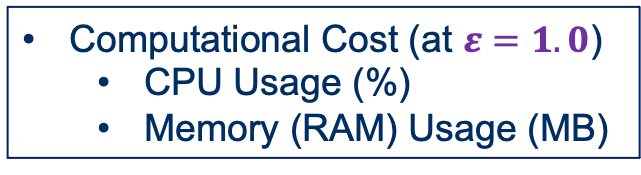 • Computational Cost (at ε = 1.0)
• CPU Usage (%)
• Memory (RAM) Usage (MB)